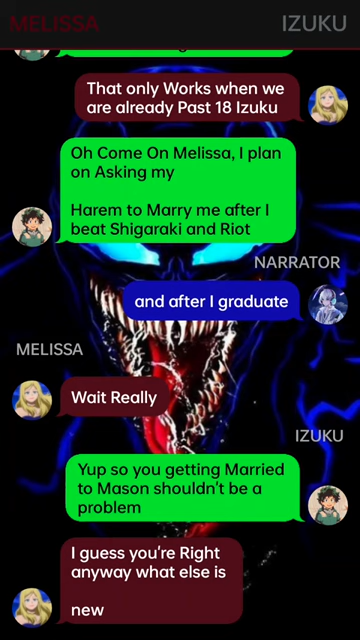 MELISSA
IZUKU
That only Works when we
are already Past 18 Izuku
Oh Come On Melissa, I plan
on Asking my
Harem to Marry me after I
beat Shigaraki and Riot
NARRATOR
and after I graduate
MELISSA
Wait Really
IZUKU
Yup so you getting Married
to Mason shouldn't be a
problem
I guess you're Right
anyway what else is
new